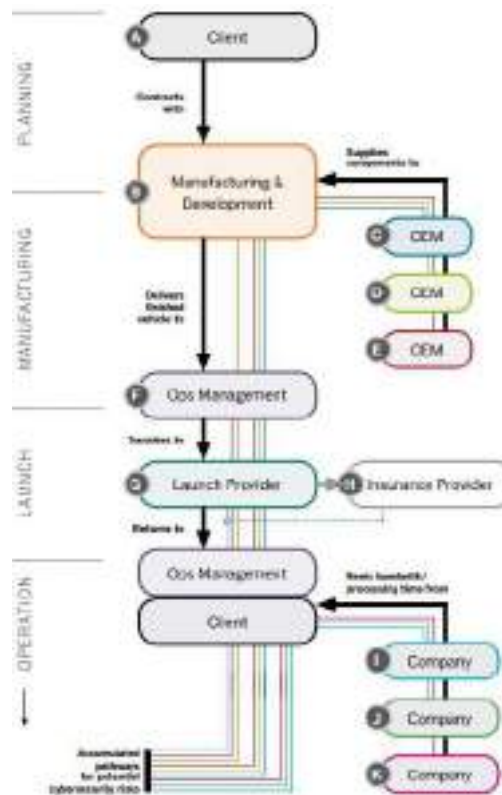 PLANNING
A
Client
Contracts
with
B
Manufacturing &
Development
Supplies
components to
MANUFACTURING
C
OEM
D
OEM
E
OEM
Delivers
finished
vehicle to
F
Ops Management
Transfers to
LAUNCH
G
Launch Provider
H
Insurance Provider
Returns to
OPERATION
Ops Management
Client
Rents bandwidth/
processing time from
I
Company
J
Company
K
Company
Accumulated
pathways
for potential
cybersecurity risks